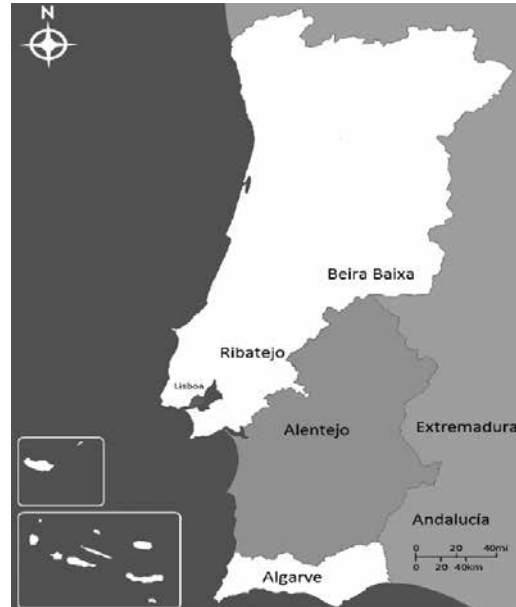 N
Beira Baixa
Ribatejo
Lisboa
Alentejo
Extremadura
Andalucía
0 20 40mi
0 20 40km
Algarve